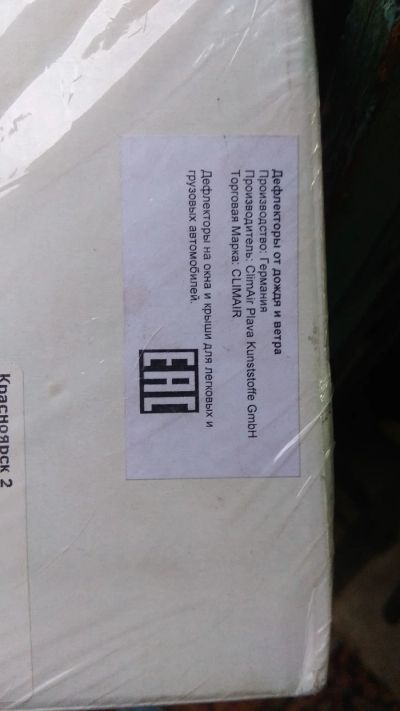 Дефлекторы от дождя и ветра
Производство: Германия
Производитель: ClimAir Plava Kunststoffe GmbH
Торговая Марка: CLIMAIR
Дефлекторы на окна и крыши для легковых и
грузовых автомобилей.
EAC
Красноярск 2